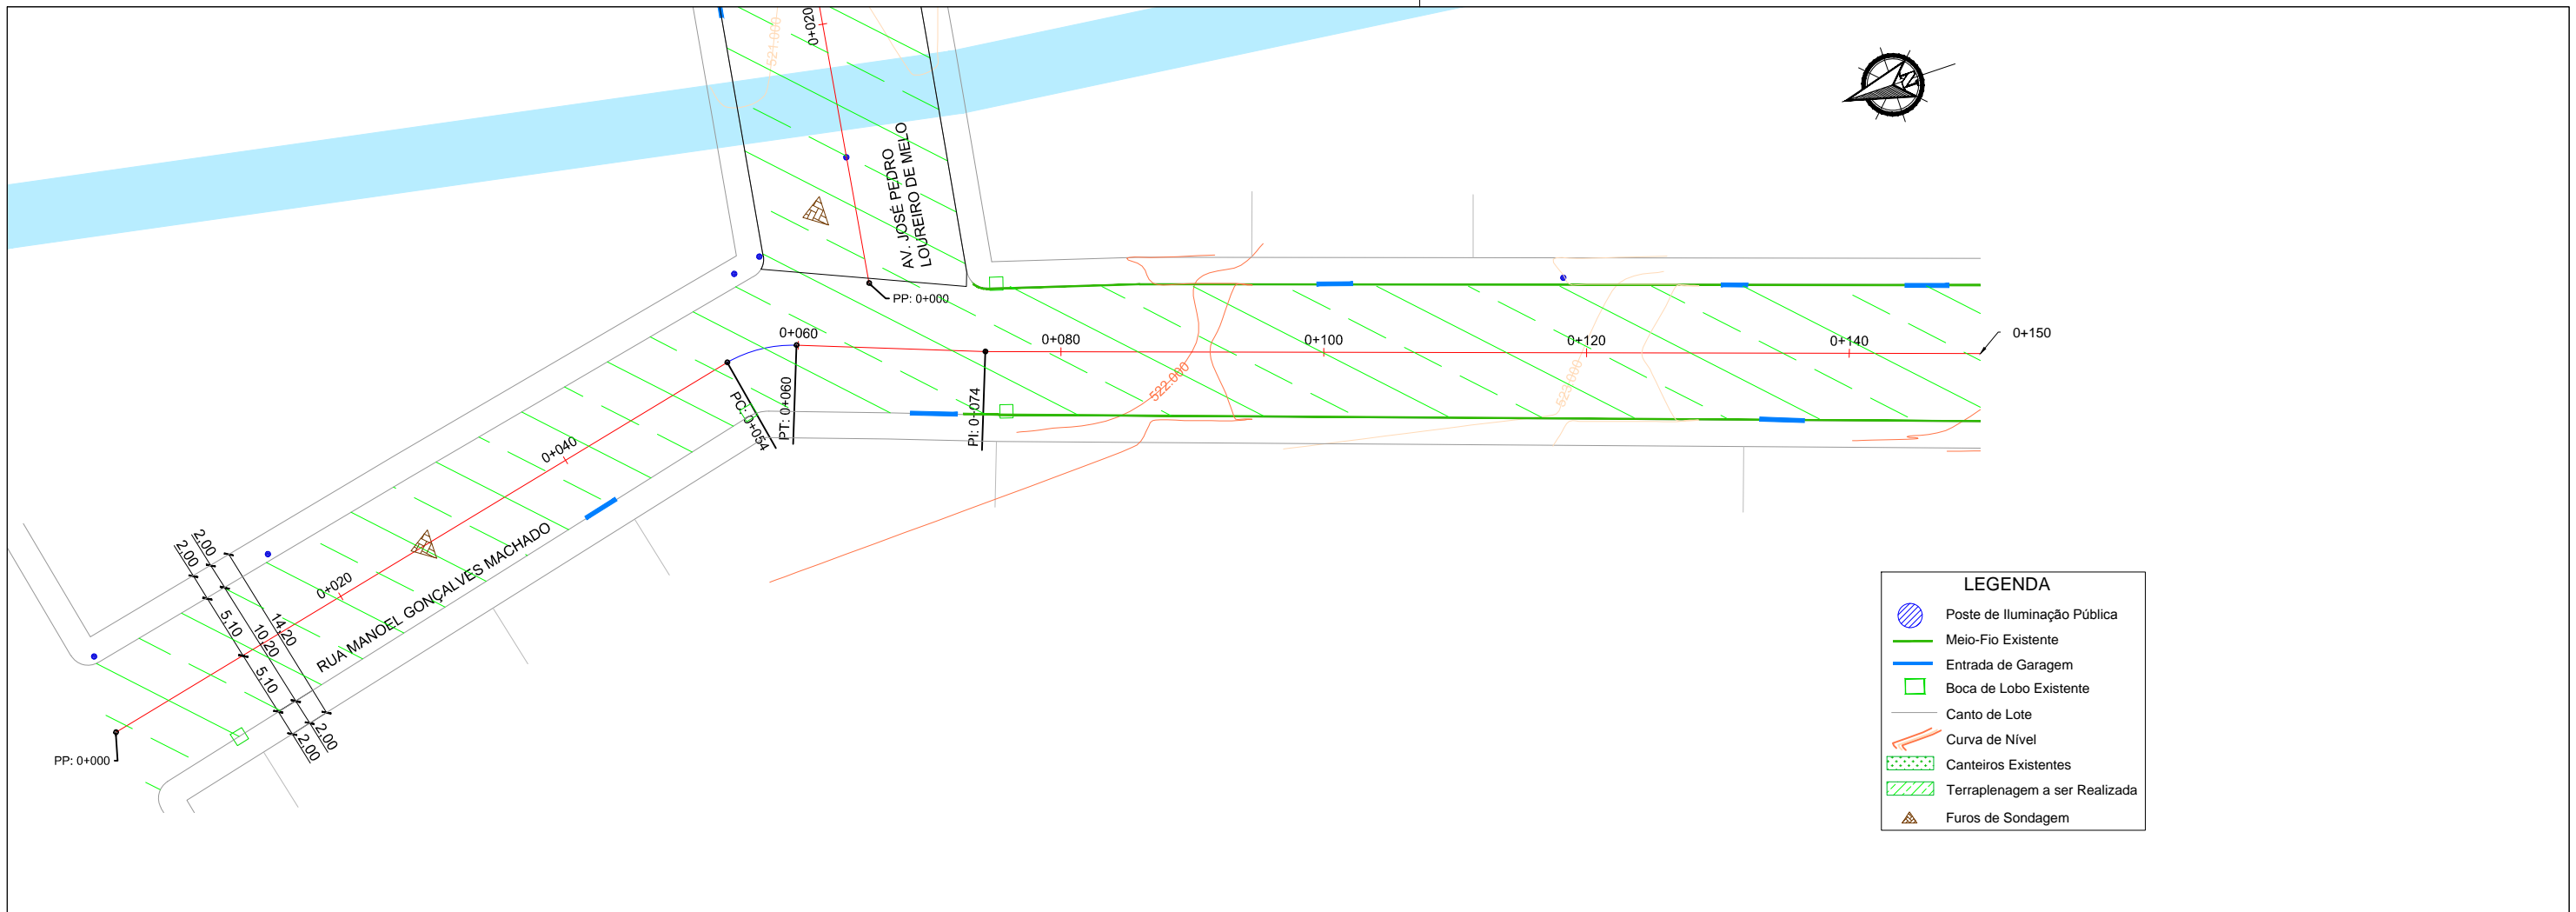 0+020
521.000
AV. JOSÉ PEDRO
LOUREIRO DE MELO
PP: 0+000
0+060
0+080
0+100
0+120
0+140
0+150
522.000
523.000
PC: 0+054
PT: 0+060
PI: 0+074
0+040
0+020
RUA MANOEL GONÇALVES MACHADO
2.00
2.00
5.10
10.20
14.20
5.10
2.00
2.00
PP: 0+000
LEGENDA
Poste de Iluminação Pública
Meio-Fio Existente
Entrada de Garagem
Boca de Lobo Existente
Canto de Lote
Curva de Nível
Canteiros Existentes
Terraplenagem a ser Realizada
Furos de Sondagem